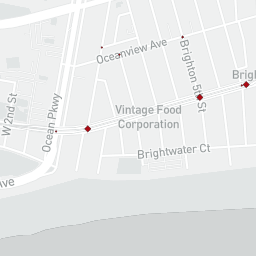 Oceanview Ave
Brighton 5th St
Brigh
W 2nd St
Ocean Pkwy
Vintage Food
Corporation
Brightwater Ct
Ave